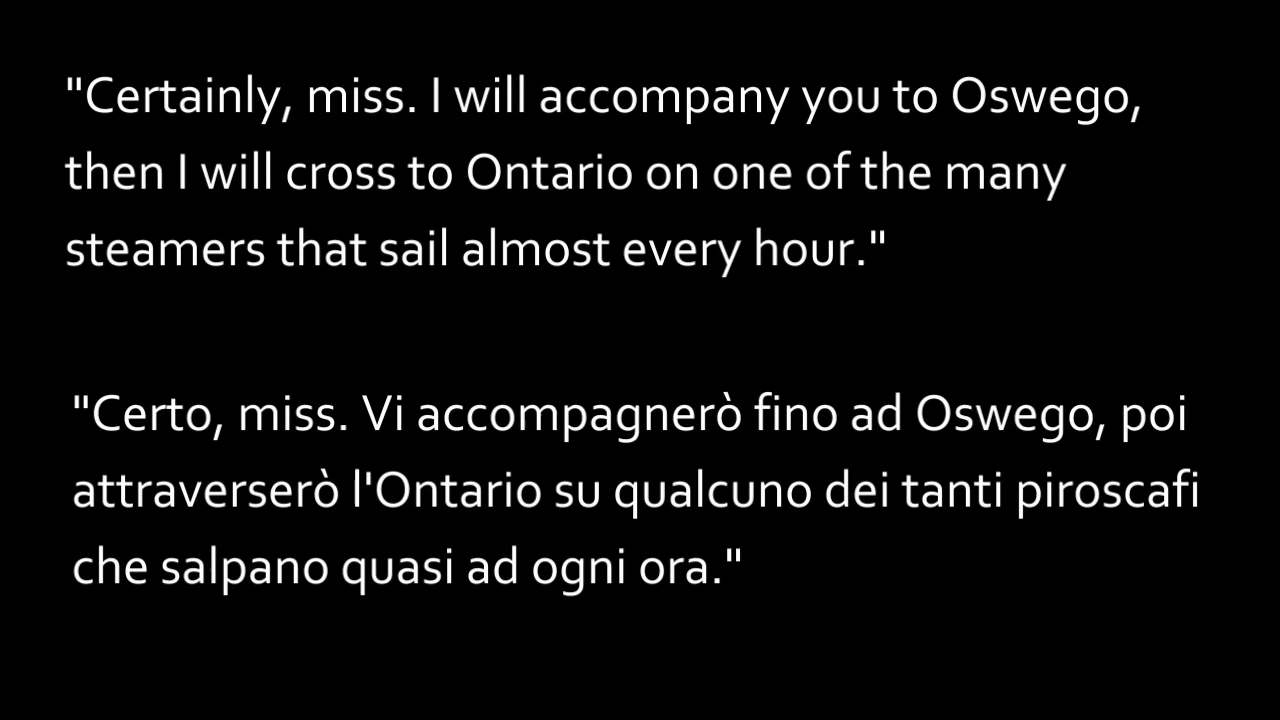 "Certainly, miss. I will accompany you to Oswego,
then I will cross to Ontario on one of the many
steamers that sail almost every hour."
"Certo, miss. Vi accompagnerò fino ad Oswego, poi
attraverserò l'Ontario su qualcuno dei tanti piroscafi
che salpano quasi ad ogni ora."